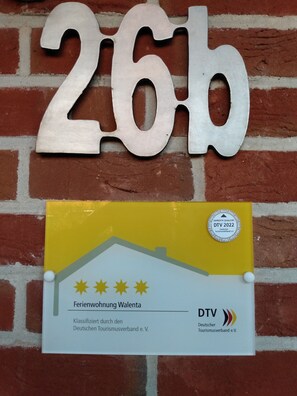 26b
DTV 2022
Ferienwohnung Walenta
Klassifiziert durch den
Deutschen Tourismusverband e. V.
DTV
Deutscher
Tourismusverband e.V.